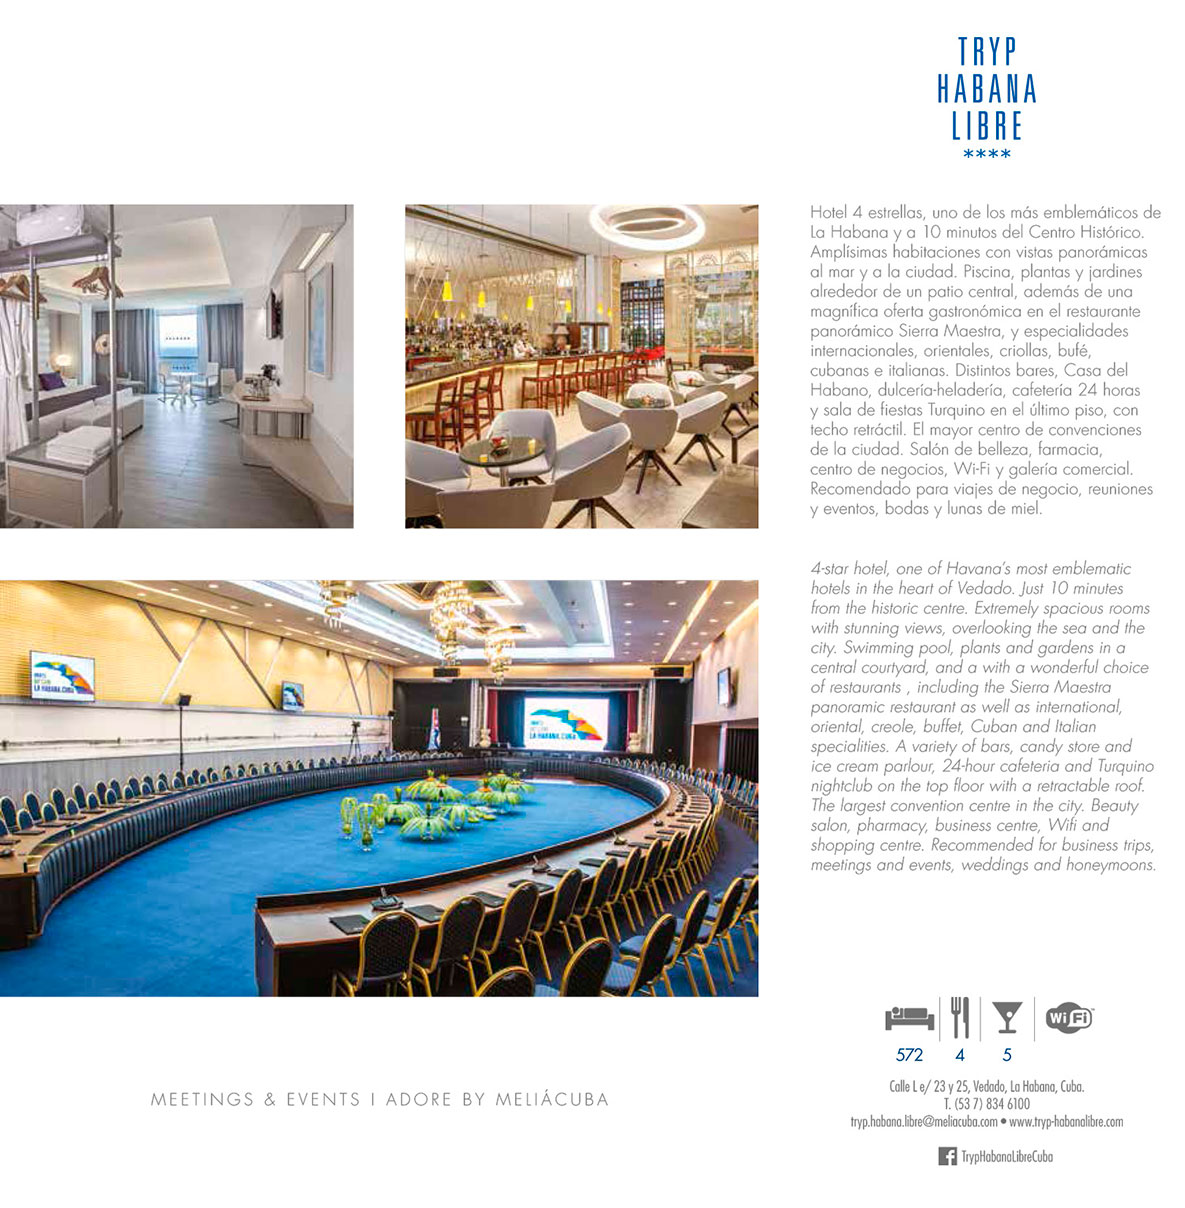 TRYP
HABANA
LIBRE
****
Hotel 4 estrellas, uno de los más emblemáticos de
La Habana y a 10 minutos del Centro Histórico.
Amplísimas habitaciones con vistas panorámicas
al mar y a la ciudad. Piscina, plantas y jardines
alrededor de un patio central, además de una
magnífica oferta gastronómica en el restaurante
panorámico Sierra Maestra, y especialidades
internacionales, orientales, criollas, bufé,
cubanas e italianas. Distintos bares, Casa del
Habano, dulcería-heladería, cafetería 24 horas
y sala de fiestas Turquino en el último piso, con
techo retráctil. El mayor centro de convenciones
de la ciudad. Salón de belleza, farmacia,
centro de negocios, Wi-Fi y galería comercial.
Recomendado para viajes de negocio, reuniones
y eventos, bodas y lunas de miel.
4-star hotel, one of Havana's most emblematic
hotels in the heart of Vedado. Just 10 minutes
from the historic centre. Extremely spacious rooms
with stunning views, overlooking the sea and the
city. Swimming pool, plants and gardens in a
central courtyard, and a with a wonderful choice
of restaurants , including the Sierra Maestra
panoramic restaurant as well as international,
oriental, creole, buffet, Cuban and Italian
specialities. A variety of bars, candy store and
ice cream parlour, 24-hour cafeteria and Turquino
nightclub on the top floor with a retractable roof.
The largest convention centre in the city. Beauty
salon, pharmacy, business centre, Wifi and
shopping centre. Recommended for business trips,
meetings and events, weddings and honeymoons.
LA HABANA.CUBA
LA HABANA.CUBA
Wi Fi
572 4 5
Calle L e/ 23 y 25, Vedado, La Habana, Cuba.
T. (53 7) 834 6100
tryp.habana.libre@meliacuba.com • www.tryp-habanalibre.com
TrypHabanaLibreCuba
MEETINGS & EVENTS I ADORE BY MELIÁCUBA